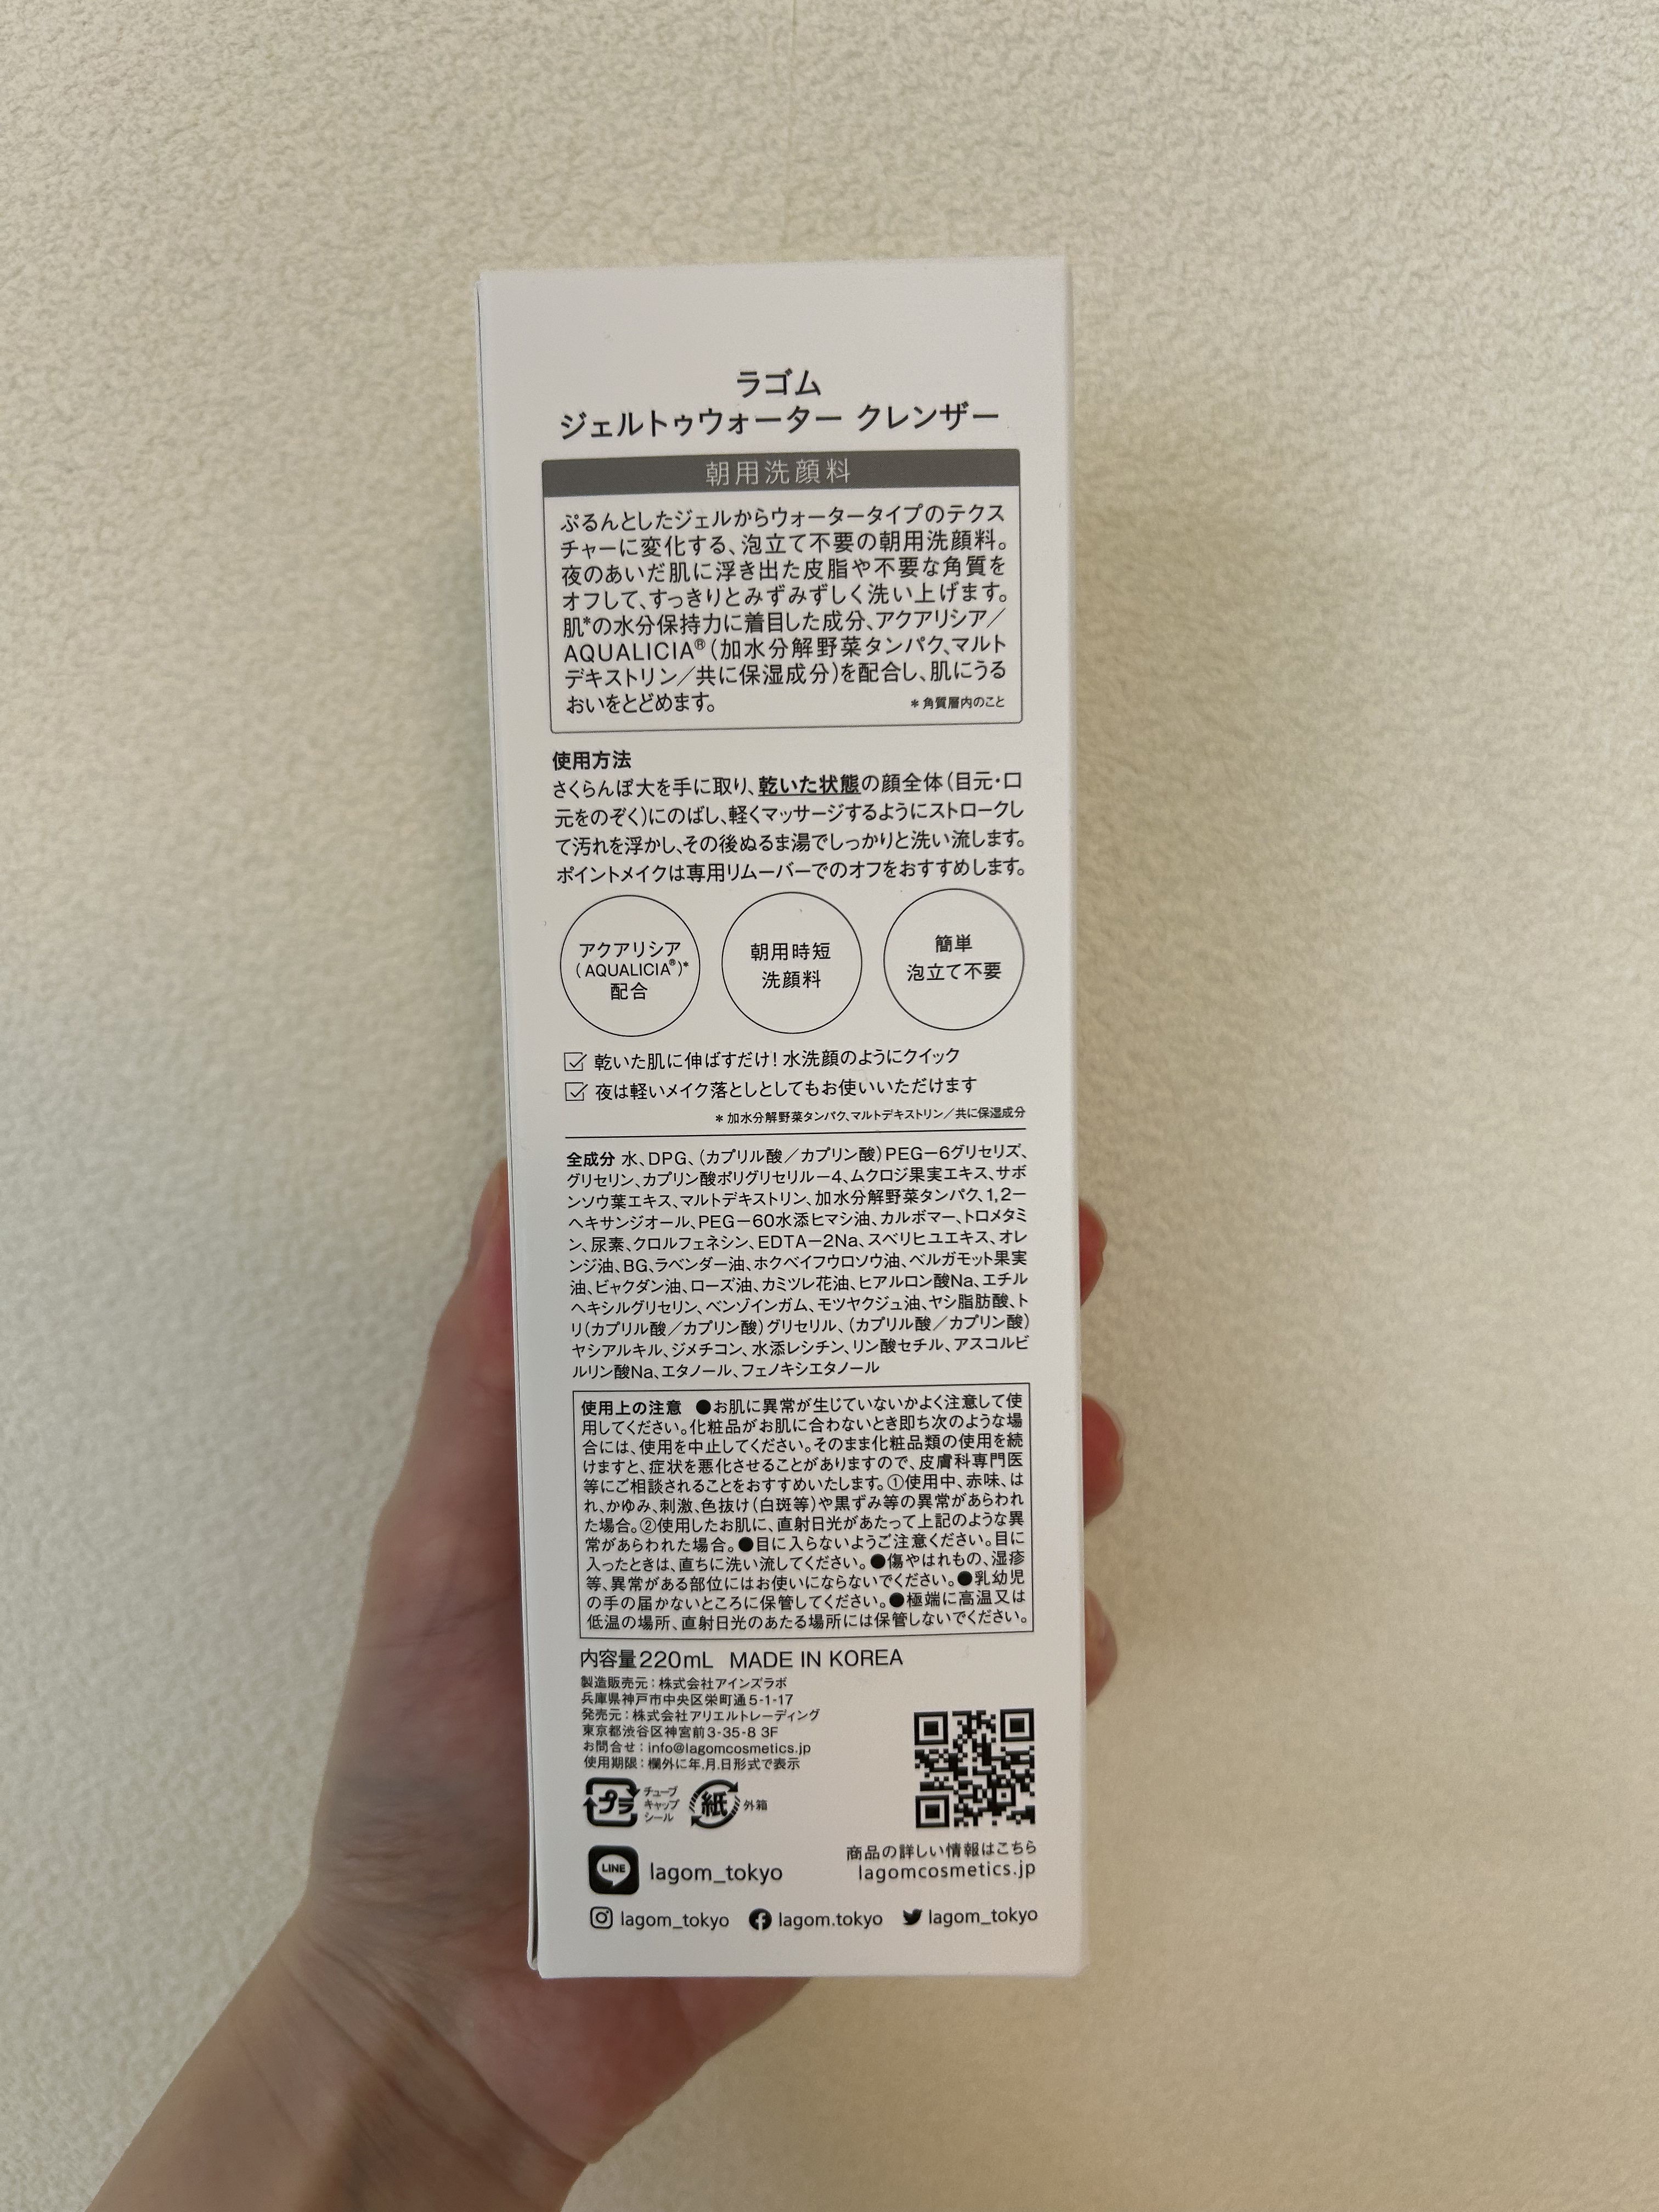 ラゴム
ジェルトゥウォーター クレンザー
朝用洗顔料
ぷるんとしたジェルからウォータータイプのテクス
チャーに変化する、泡立て不要の朝用洗顔料。
夜のあいだ肌に浮き出た皮脂や不要な角質を
オフして、すっきりとみずみずしく洗い上げます。
肌*の水分保持力に着目した成分、アクアリシア／
AQUALICIA®(加水分解野菜タンパク、マルト
デキストリン／共に保湿成分)を配合し、肌にうる
おいをとどめます。 *角質層内のこと
使用方法
さくらんぼ大を手に取り、乾いた状態の顔全体(目元・口
元をのぞく)にのばし、軽くマッサージするようにストロークし
て汚れを浮かし、その後ぬるま湯でしっかりと洗い流します。
ポイントメイクは専用リムーバーでのオフをおすすめします。
アクアリシア
(AQUALICIA®)*
配合
朝用時短
洗顔料
簡単
泡立て不要
乾いた肌に伸ばすだけ！水洗顔のようにクイック
夜は軽いメイク落としとしてもお使いいただけます
*加水分解野菜タンパク、マルトデキストリン／共に保湿成分
全成分 水、DPG、(カプリル酸／カプリン酸)PEG－6グリセリズ、
グリセリン、カプリン酸ポリグリセリル－4、ムクロジ果実エキス、サボ
ンソウ葉エキス、マルトデキストリン、加水分解野菜タンパク、1,2－
ヘキサンジオール、PEG－60水添ヒマシ油、カルボマー、トロメタミ
ン、尿素、クロルフェネシン、EDTA－2Na、スベリヒユエキス、オレ
ンジ油、BG、ラベンダー油、ホクベイフウロソウ油、ベルガモット果実
油、ビャクダン油、ローズ油、カミツレ花油、ヒアルロン酸Na、エチル
ヘキシルグリセリン、ベンゾインガム、モツヤクジュ油、ヤシ脂肪酸、ト
リ(カプリル酸／カプリン酸)グリセリル、(カプリル酸／カプリン酸)
ヤシアルキル、ジメチコン、水添レシチン、リン酸セチル、アスコルビ
ルリン酸Na、エタノール、フェノキシエタノール
使用上の注意 ●お肌に異常が生じていないかよく注意して使
用してください。化粧品がお肌に合わないとき即ち次のような場
合には、使用を中止してください。そのまま化粧品類の使用を続
けますと、症状を悪化させることがありますので、皮膚科専門医
等にご相談されることをおすすめいたします。①使用中、赤味、は
れ、かゆみ、刺激、色抜け(白斑等)や黒ずみ等の異常があらわれ
た場合。②使用したお肌に、直射日光があたって上記のような異
常があらわれた場合。●目に入らないようご注意ください。目に
入ったときは、直ちに洗い流してください。●傷やはれもの、湿疹
等、異常がある部位にはお使いにならないでください。●乳幼児
の手の届かないところに保管してください。●極端に高温又は
低温の場所、直射日光のあたる場所には保管しないでください。
内容量220mL MADE IN KOREA
製造販売元：株式会社アインズラボ
兵庫県神戸市中央区栄町通5-1-17
発売元：株式会社アリエルトレーディング
東京都渋谷区神宮前3-35-8 3F
お問合せ：info@lagomcosmetics.jp
使用期限：欄外に年.月.日形式で表示
プラ
チューブ
キャップ
シール
紙
外箱
商品の詳しい情報はこちら
lagomcosmetics.jp
LINE lagom_tokyo
lagom_tokyo lagom.tokyo lagom_tokyo